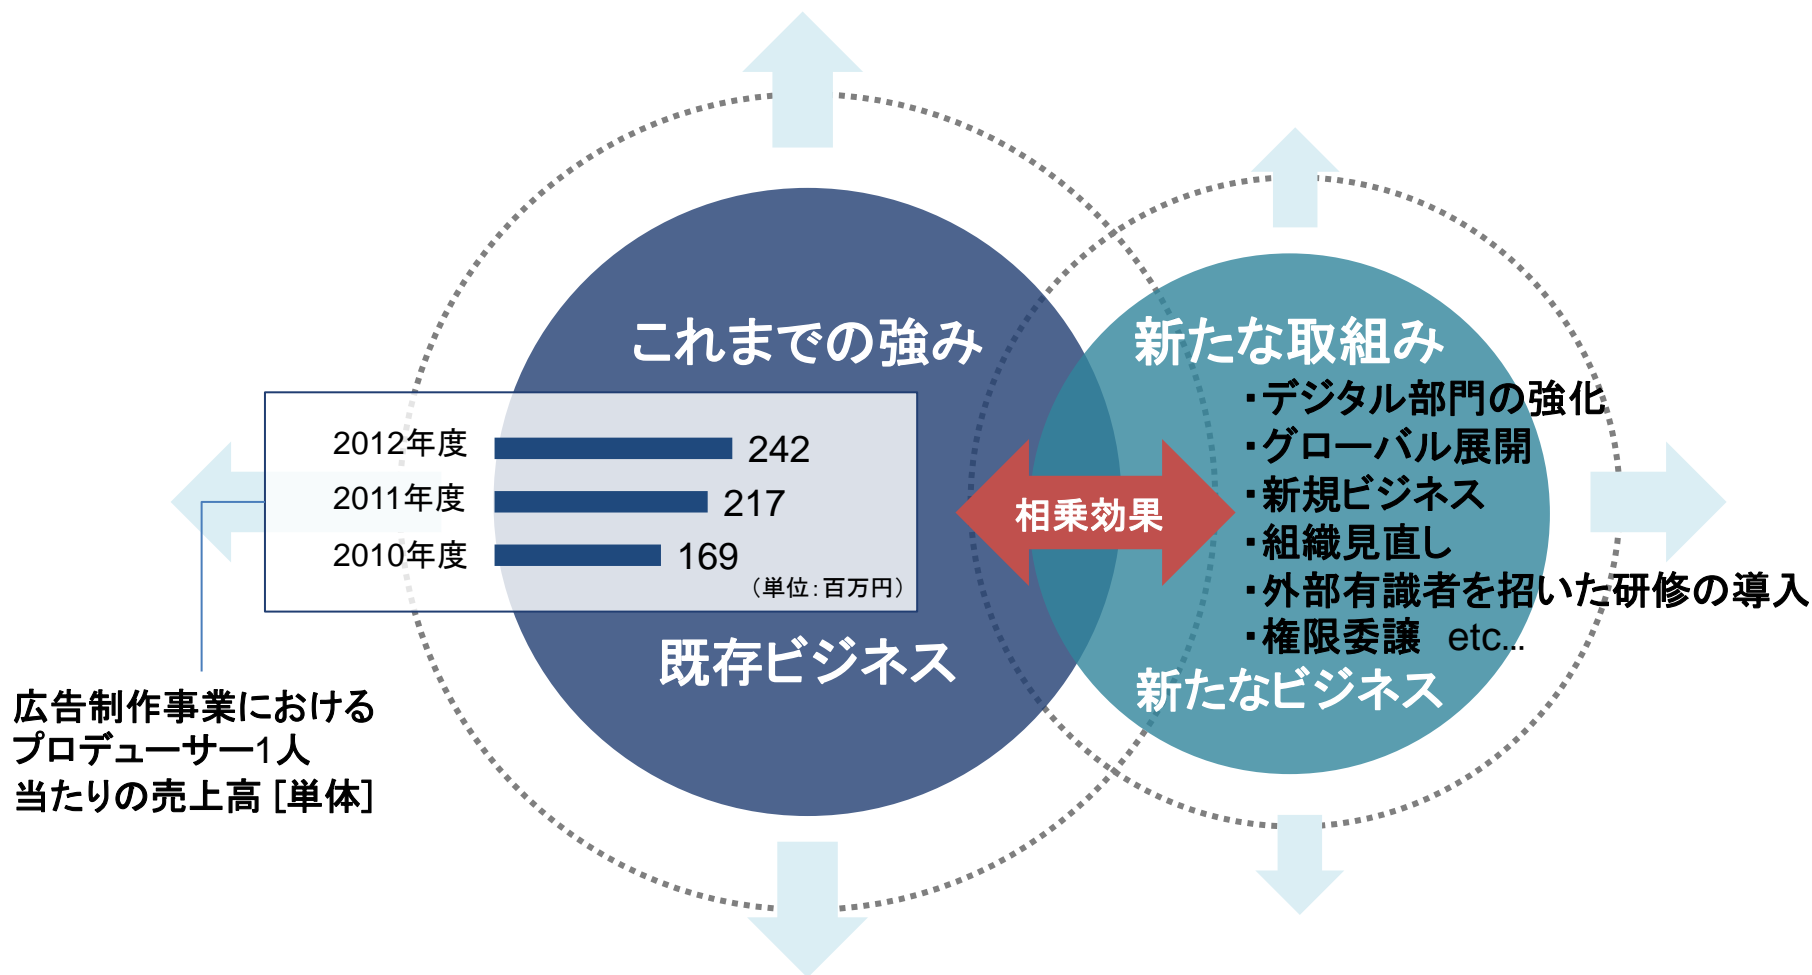 これまでの強み
2012年度 242
2011年度 217
2010年度 169
（単位：百万円）
既存ビジネス
広告制作事業における
プロデューサー1人
当たりの売上高 [単体]
相乗効果
新たな取組み
・デジタル部門の強化
・グローバル展開
・新規ビジネス
・組織見直し
・外部有識者を招いた研修の導入
・権限委譲 etc…
新たなビジネス